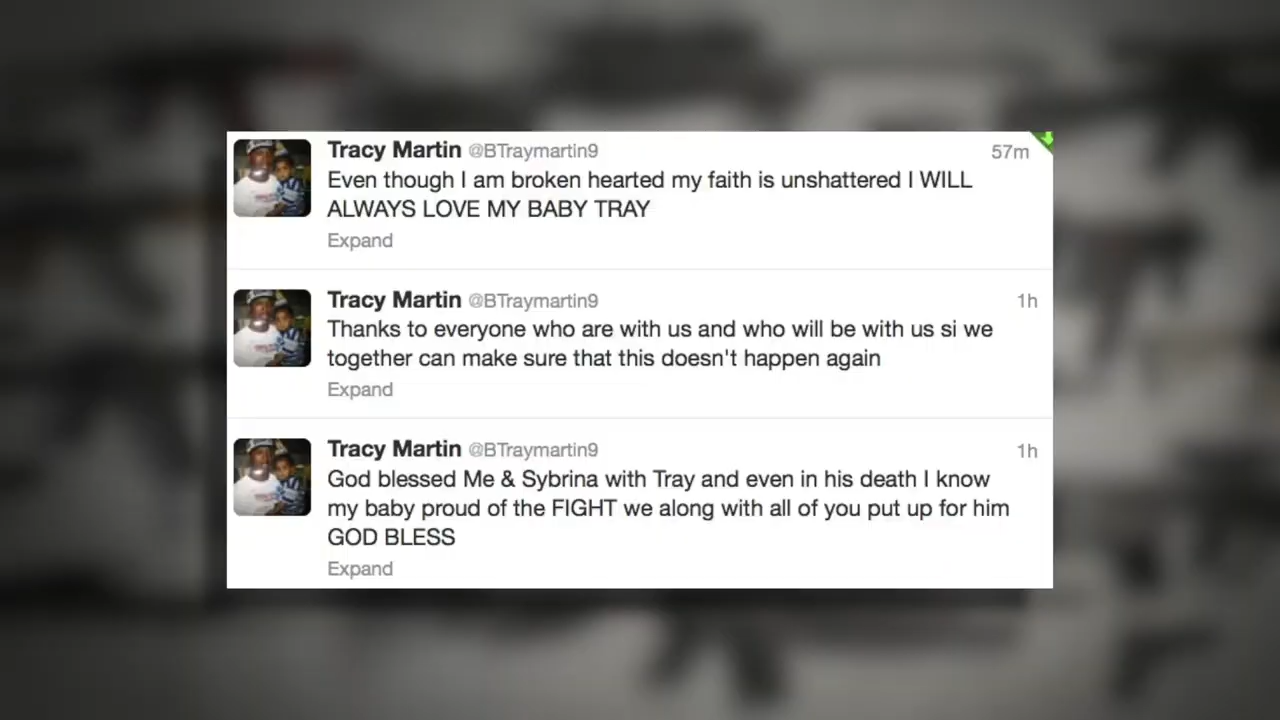 Tracy Martin @BTraymartin9 57m
Even though I am broken hearted my faith is unshattered I WILL
ALWAYS LOVE MY BABY TRAY
Expand
Tracy Martin @BTraymartin9 1h
Thanks to everyone who are with us and who will be with us si we
together can make sure that this doesn't happen again
Expand
Tracy Martin @BTraymartin9 1h
God blessed Me & Sybrina with Tray and even in his death I know
my baby proud of the FIGHT we along with all of you put up for him
GOD BLESS
Expand